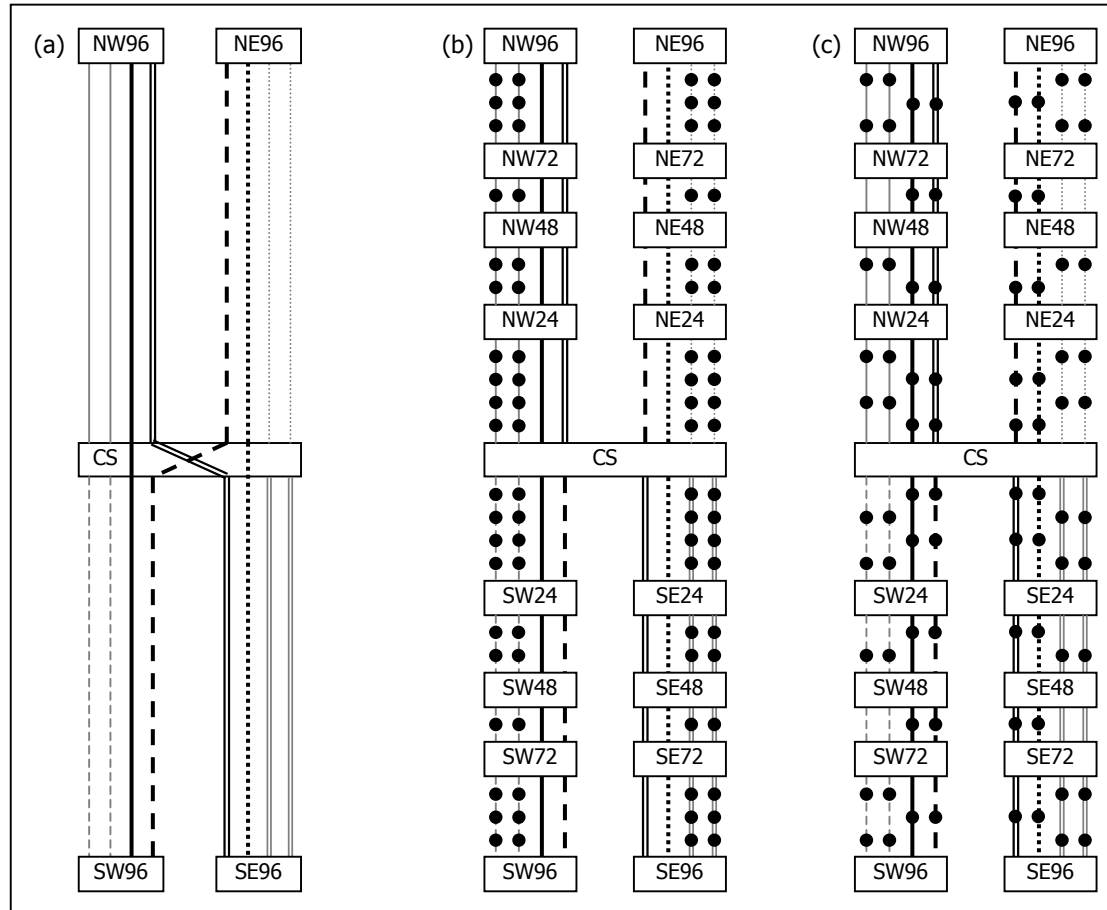 (a) NW96 NE96 (b) NW96 NE96 (c) NW96 NE96
NW72 NE72 NW72 NE72
NW48 NE48 NW48 NE48
NW24 NE24 NW24 NE24
CS CS CS
SW24 SE24 SW24 SE24
SW48 SE48 SW48 SE48
SW72 SE72 SW72 SE72
SW96 SE96 SW96 SE96 SW96 SE96